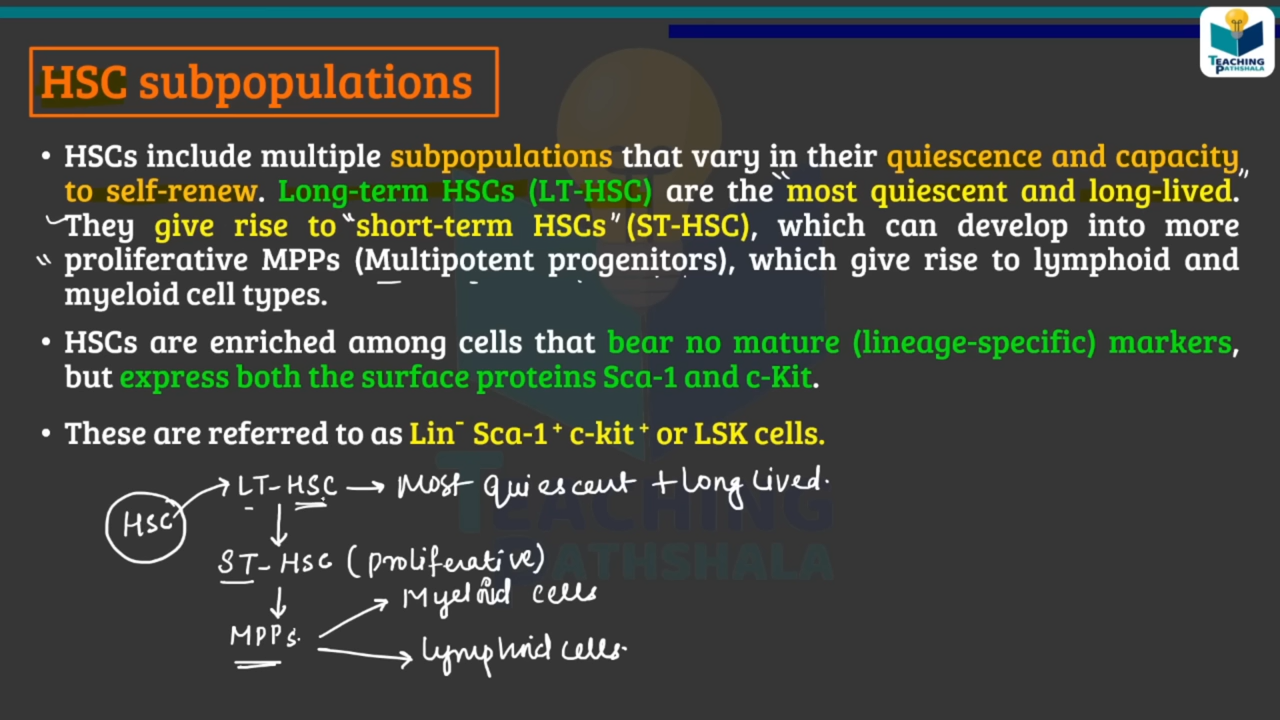 TEACHING
PATHSHALA
HSC subpopulations
• HSCs include multiple subpopulations that vary in their quiescence and capacity
to self-renew. Long-term HSCs (LT-HSC) are the "most quiescent and long-lived."
They give rise to "short-term HSCs" (ST-HSC), which can develop into more
proliferative MPPs (Multipotent progenitors), which give rise to lymphoid and
myeloid cell types.
• HSCs are enriched among cells that bear no mature (lineage-specific) markers,
but express both the surface proteins Sca-1 and c-Kit.
• These are referred to as Lin⁻ Sca-1⁺ c-kit⁺ or LSK cells.
HSC → LT-HSC → Most quiescent + Long Lived.
ST-HSC (proliferative)
Myeloid cells
MPPs.
Lymphoid cells.
TEACHING
PATHSHALA